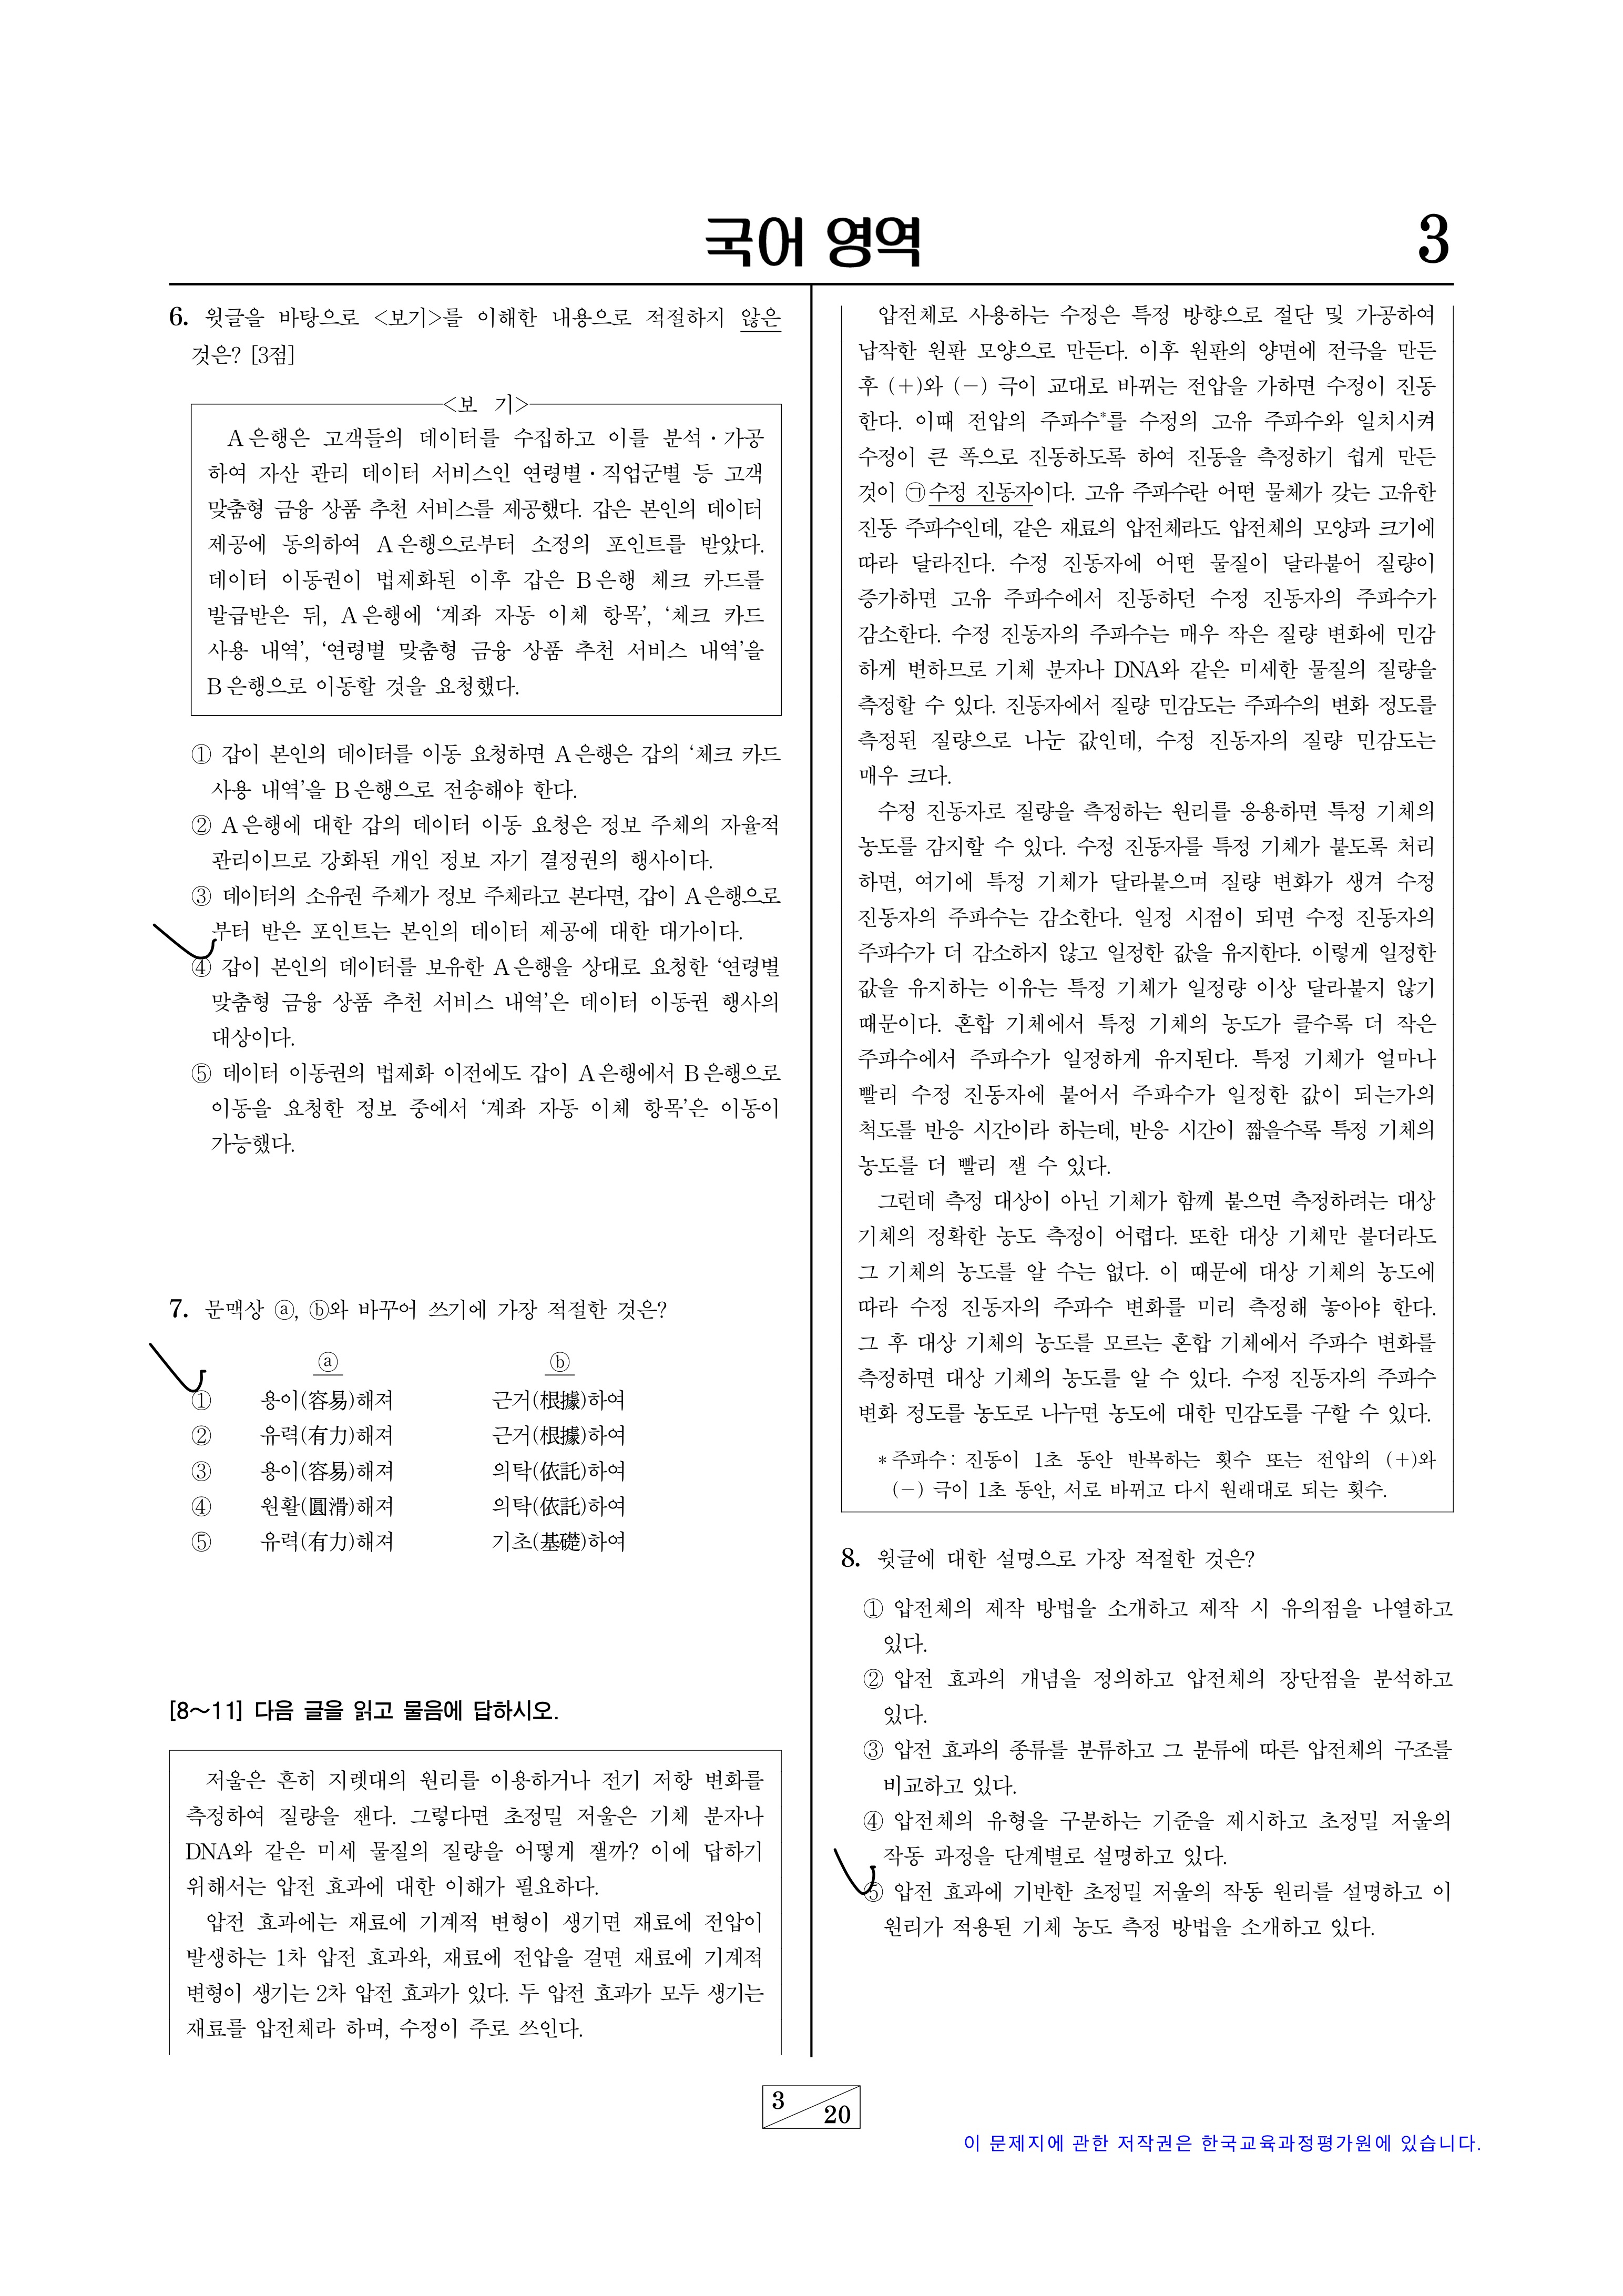 국어 영역
3
6. 윗글을 바탕으로 <보기>를 이해한 내용으로 적절하지 않은
것은? [3점]
<보 기>
A은행은 고객들의 데이터를 수집하고 이를 분석·가공
하여 자산 관리 데이터 서비스인 연령별·직업군별 등 고객
맞춤형 금융 상품 추천 서비스를 제공했다. 갑은 본인의 데이터
제공에 동의하여 A은행으로부터 소정의 포인트를 받았다.
데이터 이동권이 법제화된 이후 갑은 B은행 체크 카드를
발급받은 뒤, A은행에 ‘계좌 자동 이체 항목’, ‘체크 카드
사용 내역’, ‘연령별 맞춤형 금융 상품 추천 서비스 내역’을
B은행으로 이동할 것을 요청했다.
① 갑이 본인의 데이터를 이동 요청하면 A은행은 갑의 ‘체크 카드
사용 내역’을 B은행으로 전송해야 한다.
② A은행에 대한 갑의 데이터 이동 요청은 정보 주체의 자율적
관리이므로 강화된 개인 정보 자기 결정권의 행사이다.
③ 데이터의 소유권 주체가 정보 주체라고 본다면, 갑이 A은행으로
부터 받은 포인트는 본인의 데이터 제공에 대한 대가이다.
④ 갑이 본인의 데이터를 보유한 A은행을 상대로 요청한 ‘연령별
맞춤형 금융 상품 추천 서비스 내역’은 데이터 이동권 행사의
대상이다.
⑤ 데이터 이동권의 법제화 이전에도 갑이 A은행에서 B은행으로
이동을 요청한 정보 중에서 ‘계좌 자동 이체 항목’은 이동이
가능했다.
7. 문맥상 ⓐ, ⓑ와 바꾸어 쓰기에 가장 적절한 것은?
ⓐ ⓑ
① 용이(容易)해져 근거(根據)하여
② 유력(有力)해져 근거(根據)하여
③ 용이(容易)해져 의탁(依託)하여
④ 원활(圓滑)해져 의탁(依託)하여
⑤ 유력(有力)해져 기초(基礎)하여
[8～11] 다음 글을 읽고 물음에 답하시오.
저울은 흔히 지렛대의 원리를 이용하거나 전기 저항 변화를
측정하여 질량을 잰다. 그렇다면 초정밀 저울은 기체 분자나
DNA와 같은 미세 물질의 질량을 어떻게 잴까? 이에 답하기
위해서는 압전 효과에 대한 이해가 필요하다.
압전 효과에는 재료에 기계적 변형이 생기면 재료에 전압이
발생하는 1차 압전 효과와, 재료에 전압을 걸면 재료에 기계적
변형이 생기는 2차 압전 효과가 있다. 두 압전 효과가 모두 생기는
재료를 압전체라 하며, 수정이 주로 쓰인다.
압전체로 사용하는 수정은 특정 방향으로 절단 및 가공하여
납작한 원판 모양으로 만든다. 이후 원판의 양면에 전극을 만든
후 (+)와 (－) 극이 교대로 바뀌는 전압을 가하면 수정이 진동
한다. 이때 전압의 주파수*를 수정의 고유 주파수와 일치시켜
수정이 큰 폭으로 진동하도록 하여 진동을 측정하기 쉽게 만든
것이 ㉠수정 진동자이다. 고유 주파수란 어떤 물체가 갖는 고유한
진동 주파수인데, 같은 재료의 압전체라도 압전체의 모양과 크기에
따라 달라진다. 수정 진동자에 어떤 물질이 달라붙어 질량이
증가하면 고유 주파수에서 진동하던 수정 진동자의 주파수가
감소한다. 수정 진동자의 주파수는 매우 작은 질량 변화에 민감
하게 변하므로 기체 분자나 DNA와 같은 미세한 물질의 질량을
측정할 수 있다. 진동자에서 질량 민감도는 주파수의 변화 정도를
측정된 질량으로 나눈 값인데, 수정 진동자의 질량 민감도는
매우 크다.
수정 진동자로 질량을 측정하는 원리를 응용하면 특정 기체의
농도를 감지할 수 있다. 수정 진동자를 특정 기체가 붙도록 처리
하면, 여기에 특정 기체가 달라붙으며 질량 변화가 생겨 수정
진동자의 주파수는 감소한다. 일정 시점이 되면 수정 진동자의
주파수가 더 감소하지 않고 일정한 값을 유지한다. 이렇게 일정한
값을 유지하는 이유는 특정 기체가 일정량 이상 달라붙지 않기
때문이다. 혼합 기체에서 특정 기체의 농도가 클수록 더 작은
주파수에서 주파수가 일정하게 유지된다. 특정 기체가 얼마나
빨리 수정 진동자에 붙어서 주파수가 일정한 값이 되는가의
척도를 반응 시간이라 하는데, 반응 시간이 짧을수록 특정 기체의
농도를 더 빨리 잴 수 있다.
그런데 측정 대상이 아닌 기체가 함께 붙으면 측정하려는 대상
기체의 정확한 농도 측정이 어렵다. 또한 대상 기체만 붙더라도
그 기체의 농도를 알 수는 없다. 이 때문에 대상 기체의 농도에
따라 수정 진동자의 주파수 변화를 미리 측정해 놓아야 한다.
그 후 대상 기체의 농도를 모르는 혼합 기체에서 주파수 변화를
측정하면 대상 기체의 농도를 알 수 있다. 수정 진동자의 주파수
변화 정도를 농도로 나누면 농도에 대한 민감도를 구할 수 있다.
* 주파수 : 진동이 1초 동안 반복하는 횟수 또는 전압의 (+)와
(－) 극이 1초 동안, 서로 바뀌고 다시 원래대로 되는 횟수.
8. 윗글에 대한 설명으로 가장 적절한 것은?
① 압전체의 제작 방법을 소개하고 제작 시 유의점을 나열하고
있다.
② 압전 효과의 개념을 정의하고 압전체의 장단점을 분석하고
있다.
③ 압전 효과의 종류를 분류하고 그 분류에 따른 압전체의 구조를
비교하고 있다.
④ 압전체의 유형을 구분하는 기준을 제시하고 초정밀 저울의
작동 과정을 단계별로 설명하고 있다.
⑤ 압전 효과에 기반한 초정밀 저울의 작동 원리를 설명하고 이
원리가 적용된 기체 농도 측정 방법을 소개하고 있다.
3
20
이 문제지에 관한 저작권은 한국교육과정평가원에 있습니다.